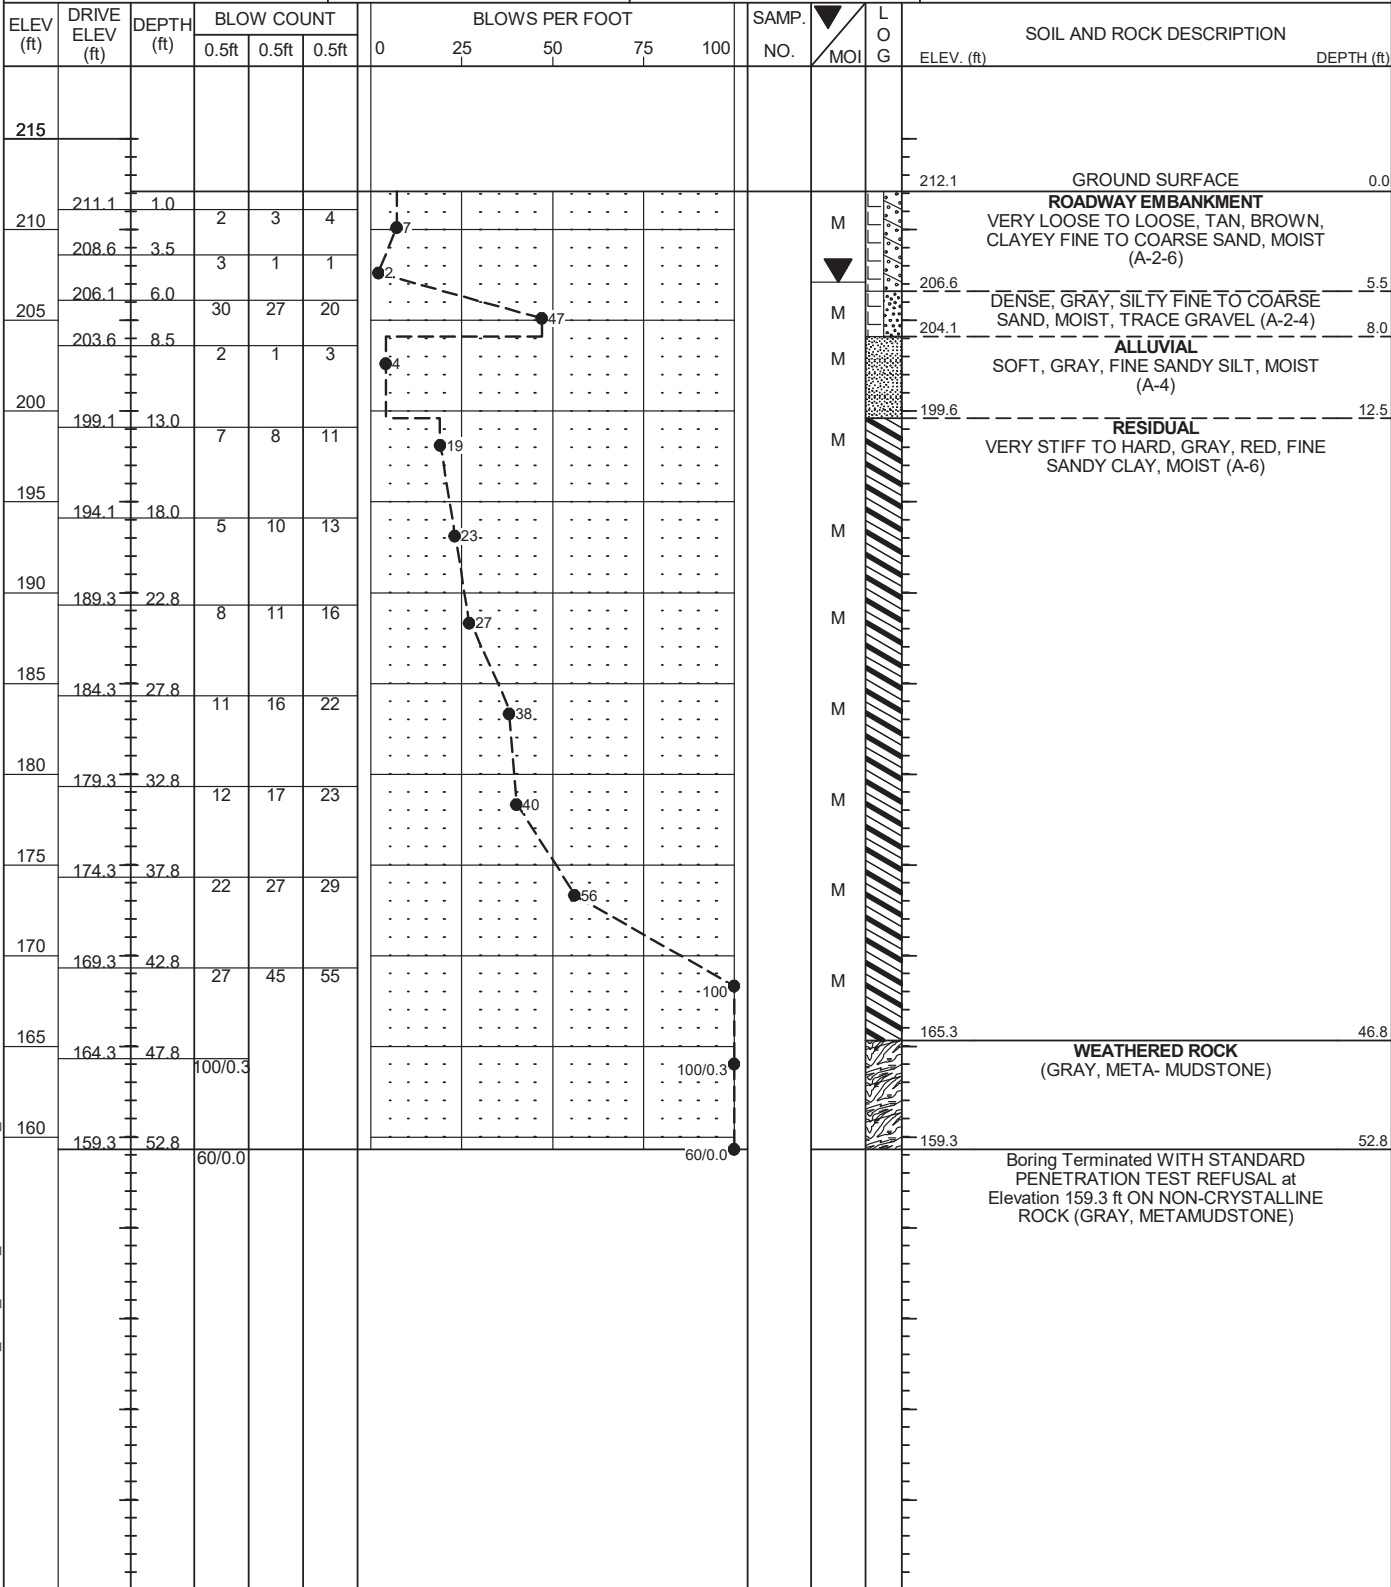 ELEV (ft) DRIVE ELEV (ft) DEPTH (ft) BLOW COUNT BLOWS PER FOOT SAMP. NO. MOI LOG SOIL AND ROCK DESCRIPTION
0.5ft 0.5ft 0.5ft 0 25 50 75 100 ELEV. (ft) DEPTH (ft)
215
212.1 GROUND SURFACE 0.0
211.1 1.0 2 3 4 7 M ROADWAY EMBANKMENT
VERY LOOSE TO LOOSE, TAN, BROWN,
210 CLAYEY FINE TO COARSE SAND, MOIST
(A-2-6)
208.6 3.5 3 1 1 2
206.6 5.5
206.1 6.0 30 27 20 47 M DENSE, GRAY, SILTY FINE TO COARSE
205 SAND, MOIST, TRACE GRAVEL (A-2-4)
204.1 8.0
203.6 8.5 2 1 3 4 M ALLUVIAL
SOFT, GRAY, FINE SANDY SILT, MOIST
(A-4)
200
199.6 12.5
199.1 13.0 7 8 11 19 M RESIDUAL
VERY STIFF TO HARD, GRAY, RED, FINE
SANDY CLAY, MOIST (A-6)
195
194.1 18.0 5 10 13 23 M
190
189.3 22.8 8 11 16 27 M
185
184.3 27.8 11 16 22 38 M
180
179.3 32.8 12 17 23 40 M
175
174.3 37.8 22 27 29 56 M
170
169.3 42.8 27 45 55 100 M
165
165.3 46.8
164.3 47.8 100/0.3 100/0.3 WEATHERED ROCK
(GRAY, META- MUDSTONE)
160
159.3 52.8 60/0.0 60/0.0 159.3 52.8
Boring Terminated WITH STANDARD
PENETRATION TEST REFUSAL at
Elevation 159.3 ft ON NON-CRYSTALLINE
ROCK (GRAY, METAMUDSTONE)